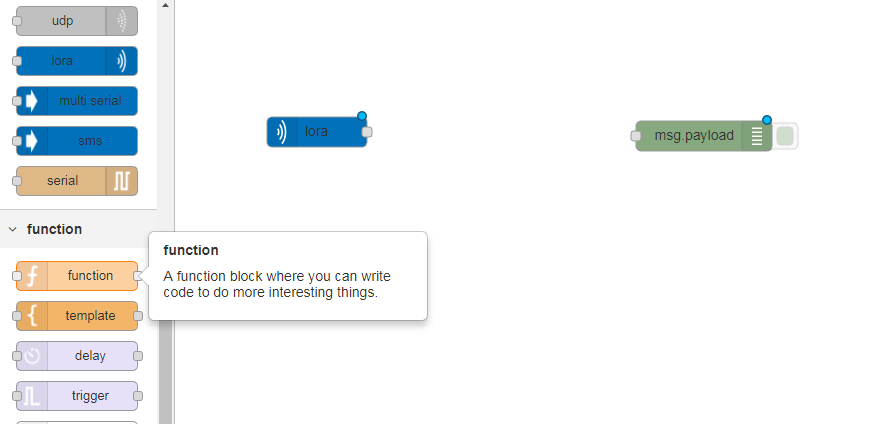 udp
lora
multi serial
sms
serial
function
function
template
delay
trigger
lora
msg.payload
function
A function block where you can write
code to do more interesting things.